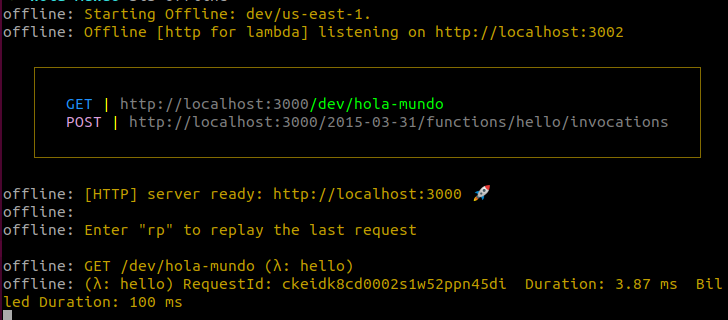 offline: Starting Offline: dev/us-east-1.
offline: Offline [http for lambda] listening on http://localhost:3002
GET | http://localhost:3000/dev/hola-mundo
POST | http://localhost:3000/2015-03-31/functions/hello/invocations
offline: [HTTP] server ready: http://localhost:3000 🚀
offline:
offline: Enter "rp" to replay the last request
offline: GET /dev/hola-mundo (λ: hello)
offline: (λ: hello) RequestId: ckeidk8cd0002s1w52ppn45di  Duration: 3.87 ms  Bil
led Duration: 100 ms